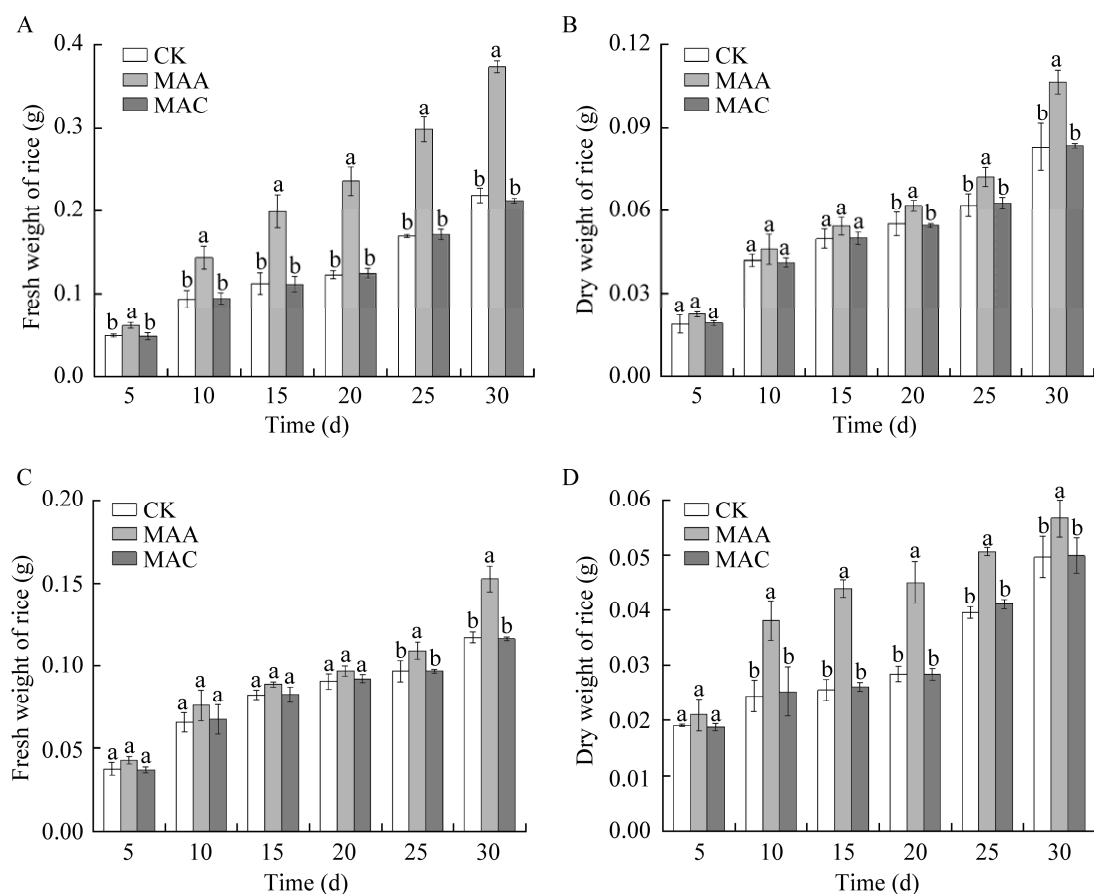 A
Fresh weight of rice (g)
0.4
0.3
0.2
0.1
0.0
CK
MAA
MAC
b a b
b a b
b a b
b a b
b a b
b a b
5 10 15 20 25 30
Time (d)
B
Dry weight of rice (g)
0.12
0.09
0.06
0.03
0.00
CK
MAA
MAC
a a a
a a a
a a a
b a b
b a b
b a b
5 10 15 20 25 30
Time (d)
C
Fresh weight of rice (g)
0.20
0.15
0.10
0.05
0.00
CK
MAA
MAC
a a a
a a a
a a a
a a a
b a b
b a b
5 10 15 20 25 30
Time (d)
D
Dry weight of rice (g)
0.06
0.05
0.04
0.03
0.02
0.01
0.00
CK
MAA
MAC
a a a
b a b
b a b
b a b
b a b
b a b
5 10 15 20 25 30
Time (d)